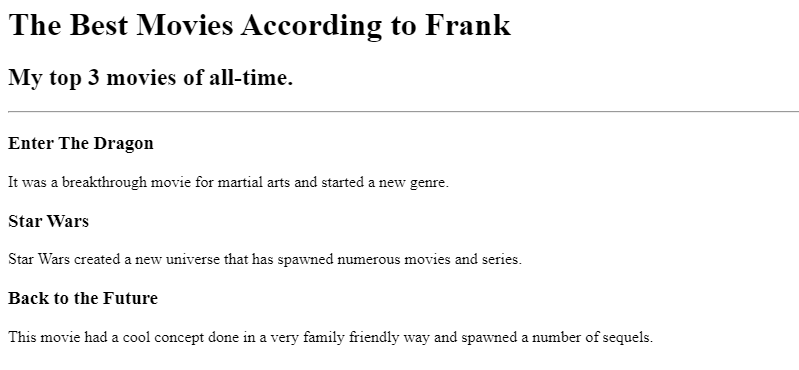 The Best Movies According to Frank
My top 3 movies of all-time.
Enter The Dragon
It was a breakthrough movie for martial arts and started a new genre.
Star Wars
Star Wars created a new universe that has spawned numerous movies and series.
Back to the Future
This movie had a cool concept done in a very family friendly way and spawned a number of sequels.